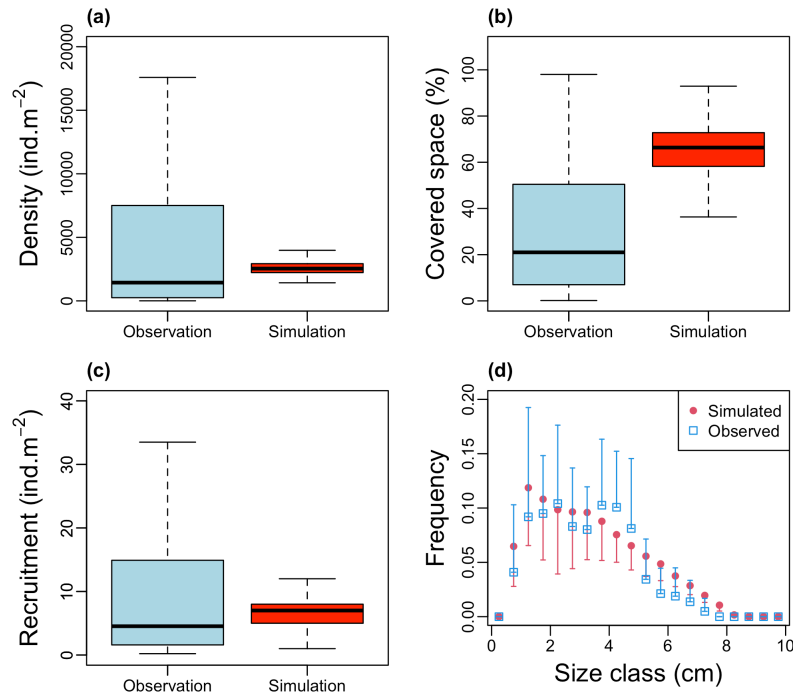 (a)
Density (ind.m−2)
0
5000
10000
15000
20000
Observation
Simulation
(b)
Covered space (%)
0
20
40
60
80
100
Observation
Simulation
(c)
Recruitment (ind.m−2)
0
10
20
30
40
Observation
Simulation
(d)
Frequency
0.00
0.05
0.10
0.15
0.20
Simulated
Observed
0 2 4 6 8 10
Size class (cm)